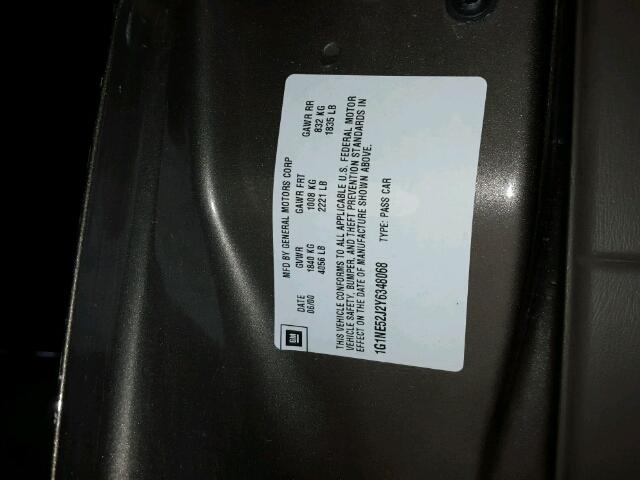 MFD BY GENERAL MOTORS CORP
DATE GVWR GAWR FRT GAWR RR
06/00 1840 KG 1008 KG 832 KG
4056 LB 2221 LB 1835 LB
THIS VEHICLE CONFORMS TO ALL APPLICABLE U.S. FEDERAL MOTOR
VEHICLE SAFETY, BUMPER, AND THEFT PREVENTION STANDARDS IN
EFFECT ON THE DATE OF MANUFACTURE SHOWN ABOVE.
1G1NE52J2Y6348068 TYPE: PASS CAR
GM